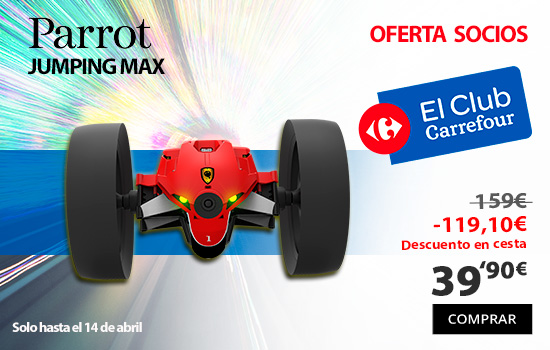 Parrot
JUMPING MAX
OFERTA SOCIOS
El Club
Carrefour
159€
-119,10€
Descuento en cesta
39'90€
COMPRAR
Solo hasta el 14 de abril
1